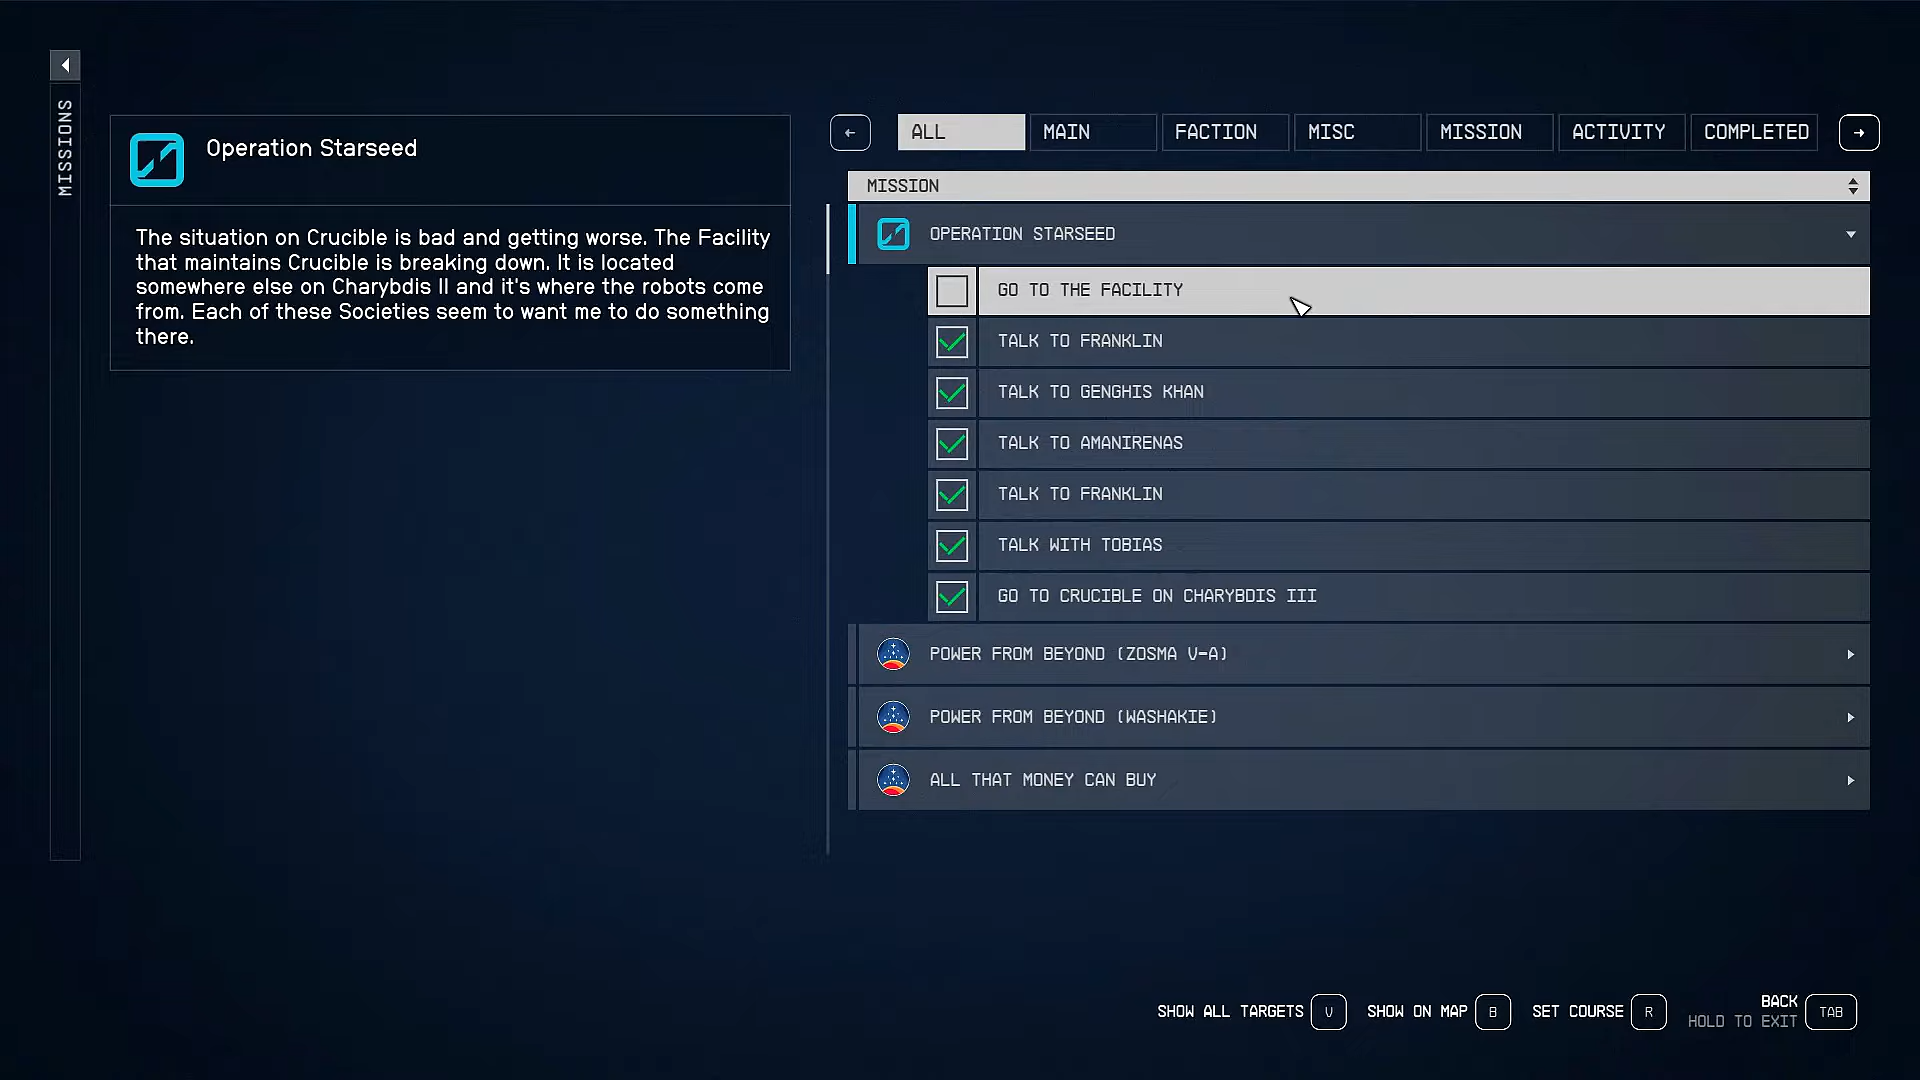 MISSIONS
Operation Starseed
The situation on Crucible is bad and getting worse. The Facility
that maintains Crucible is breaking down. It is located
somewhere else on Charybdis II and it's where the robots come
from. Each of these Societies seem to want me to do something
there.
ALL MAIN FACTION MISC MISSION ACTIVITY COMPLETED
MISSION
OPERATION STARSEED
GO TO THE FACILITY
TALK TO FRANKLIN
TALK TO GENGHIS KHAN
TALK TO AMANIRENAS
TALK TO FRANKLIN
TALK WITH TOBIAS
GO TO CRUCIBLE ON CHARYBDIS III
POWER FROM BEYOND (ZOSMA V-A)
POWER FROM BEYOND (WASHAKIE)
ALL THAT MONEY CAN BUY
SHOW ALL TARGETS V SHOW ON MAP B SET COURSE R BACK TAB
HOLD TO EXIT